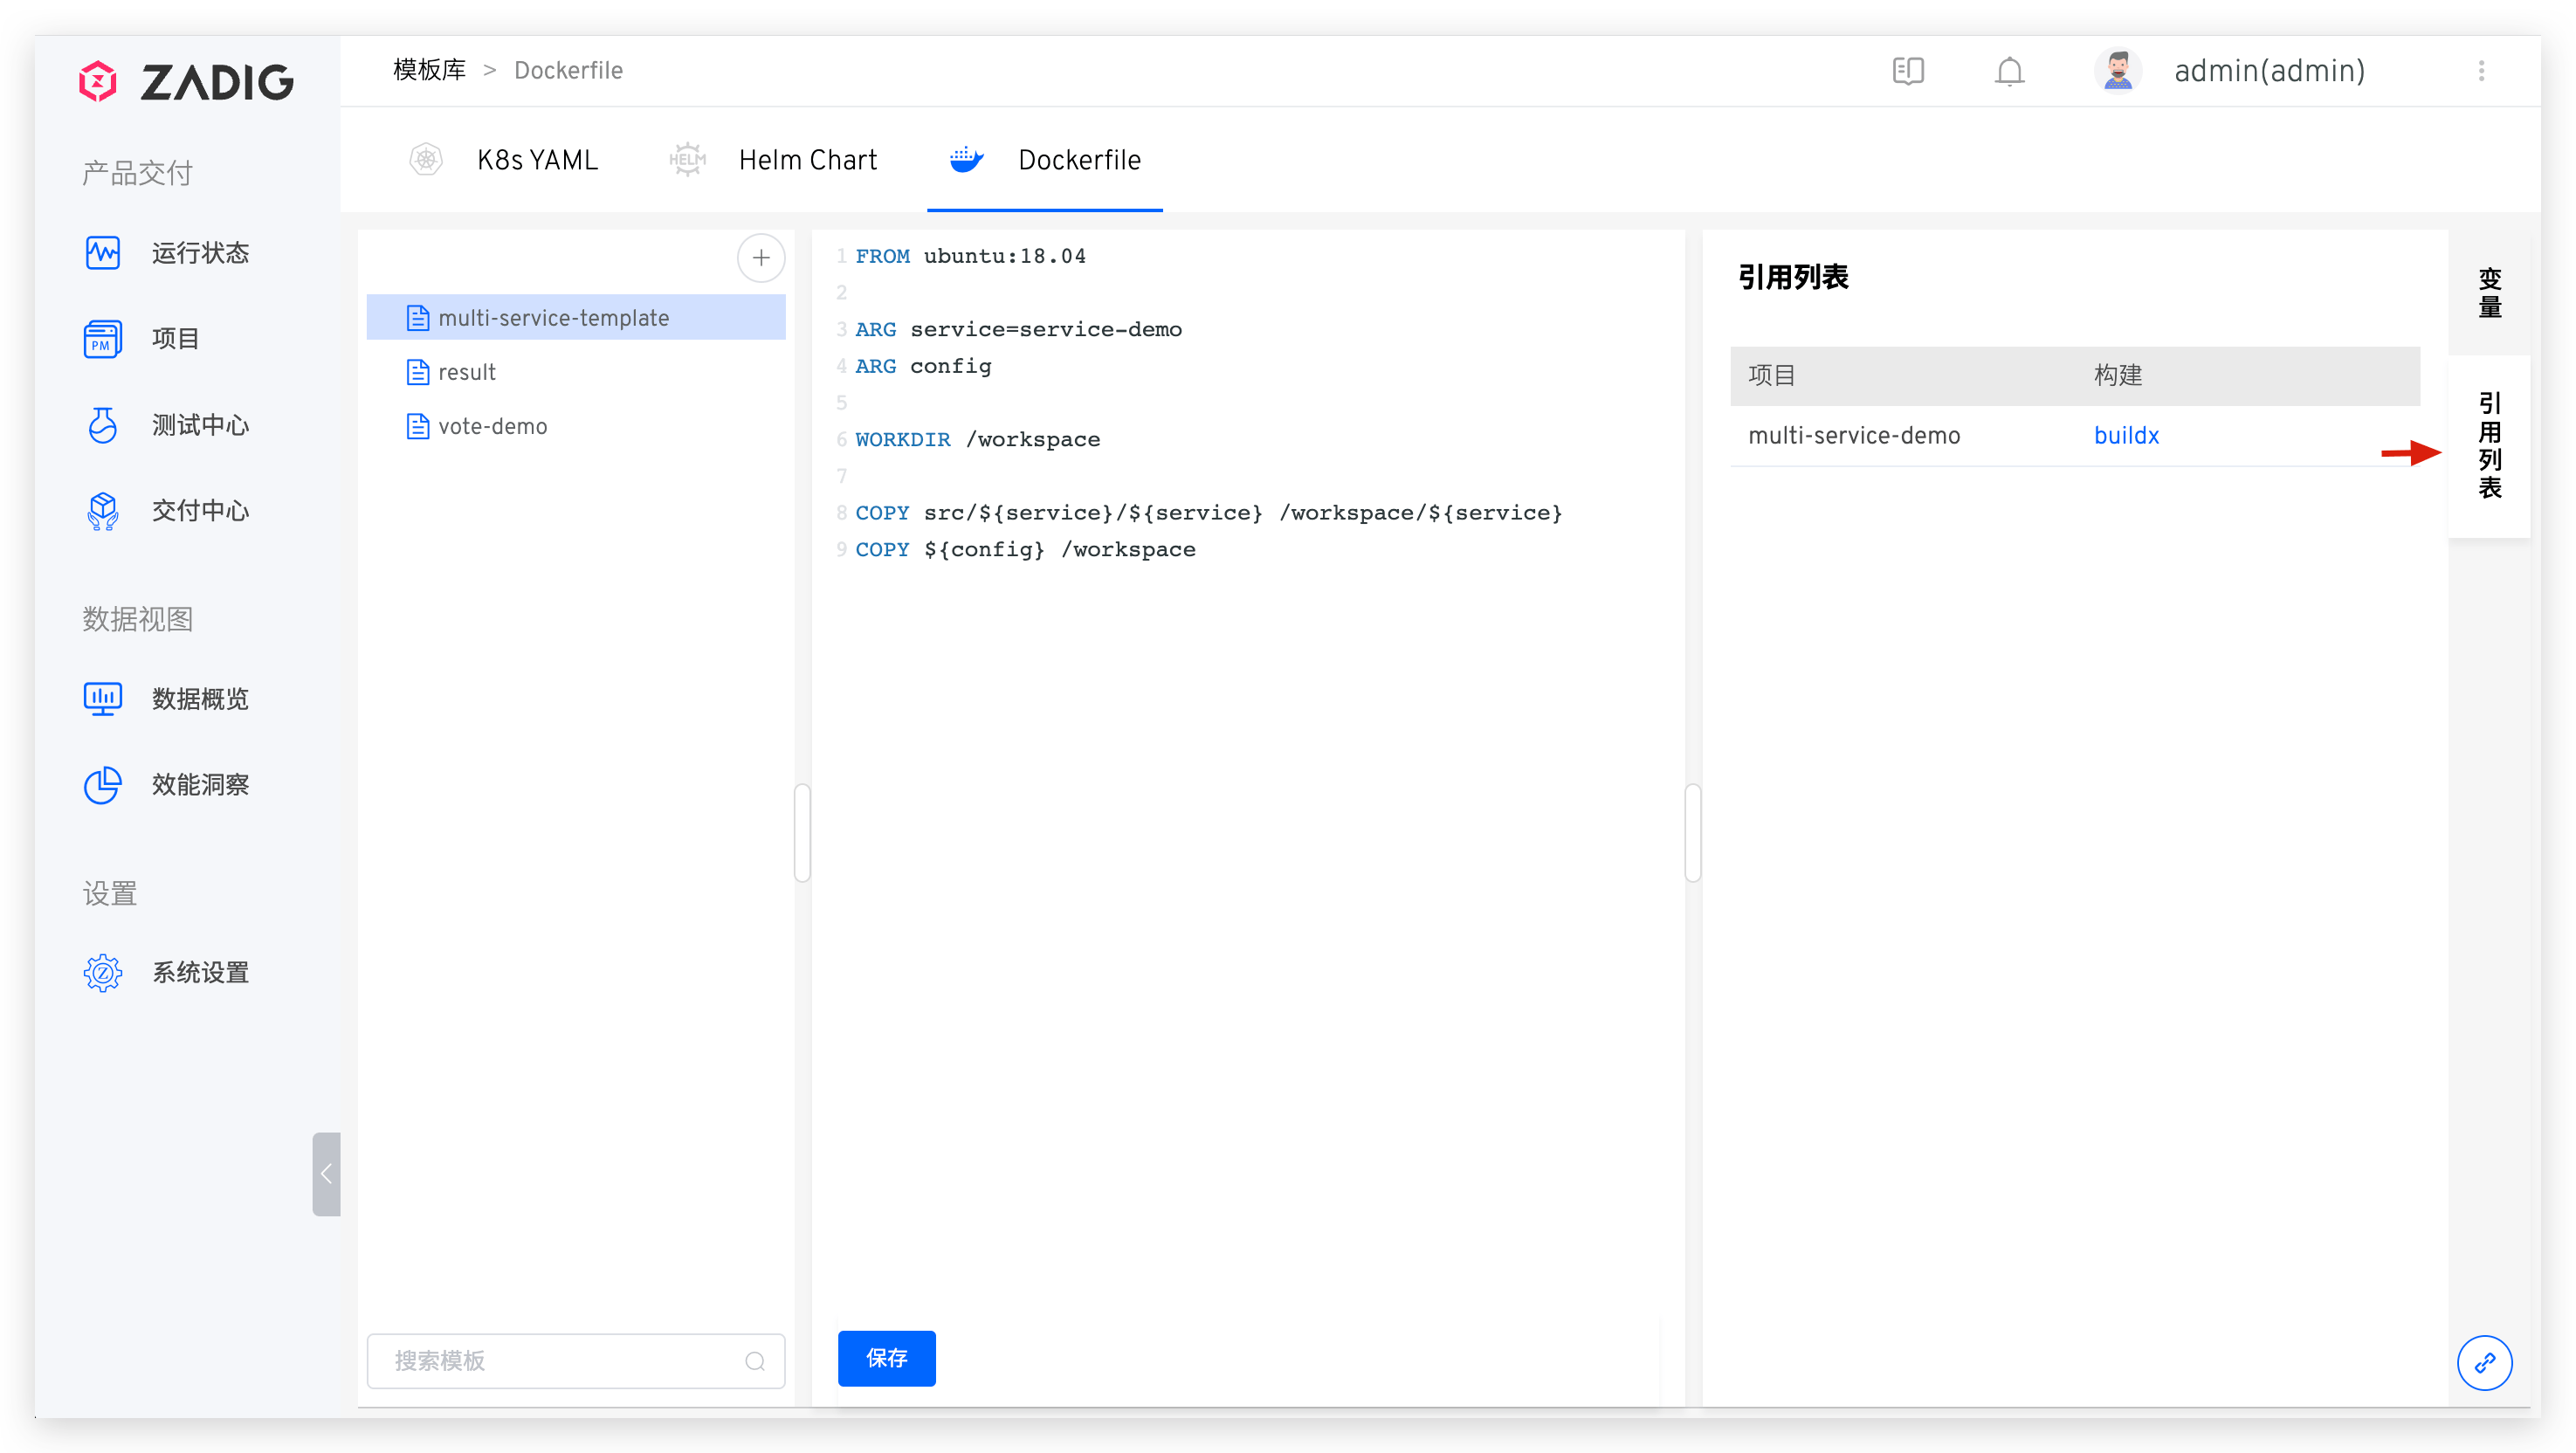 ZADIG
模板库 > Dockerfile
admin(admin)
K8s YAML
HELM
Helm Chart
Dockerfile
产品交付
运行状态
PM
项目
测试中心
交付中心
数据视图
数据概览
效能洞察
设置
系统设置
multi-service-template
result
vote-demo
搜索模板
1 FROM ubuntu:18.04
2
3 ARG service=service-demo
4 ARG config
5
6 WORKDIR /workspace
7
8 COPY src/${service}/${service} /workspace/${service}
9 COPY ${config} /workspace
保存
引用列表
项目 构建
multi-service-demo buildx
变量
引用列表